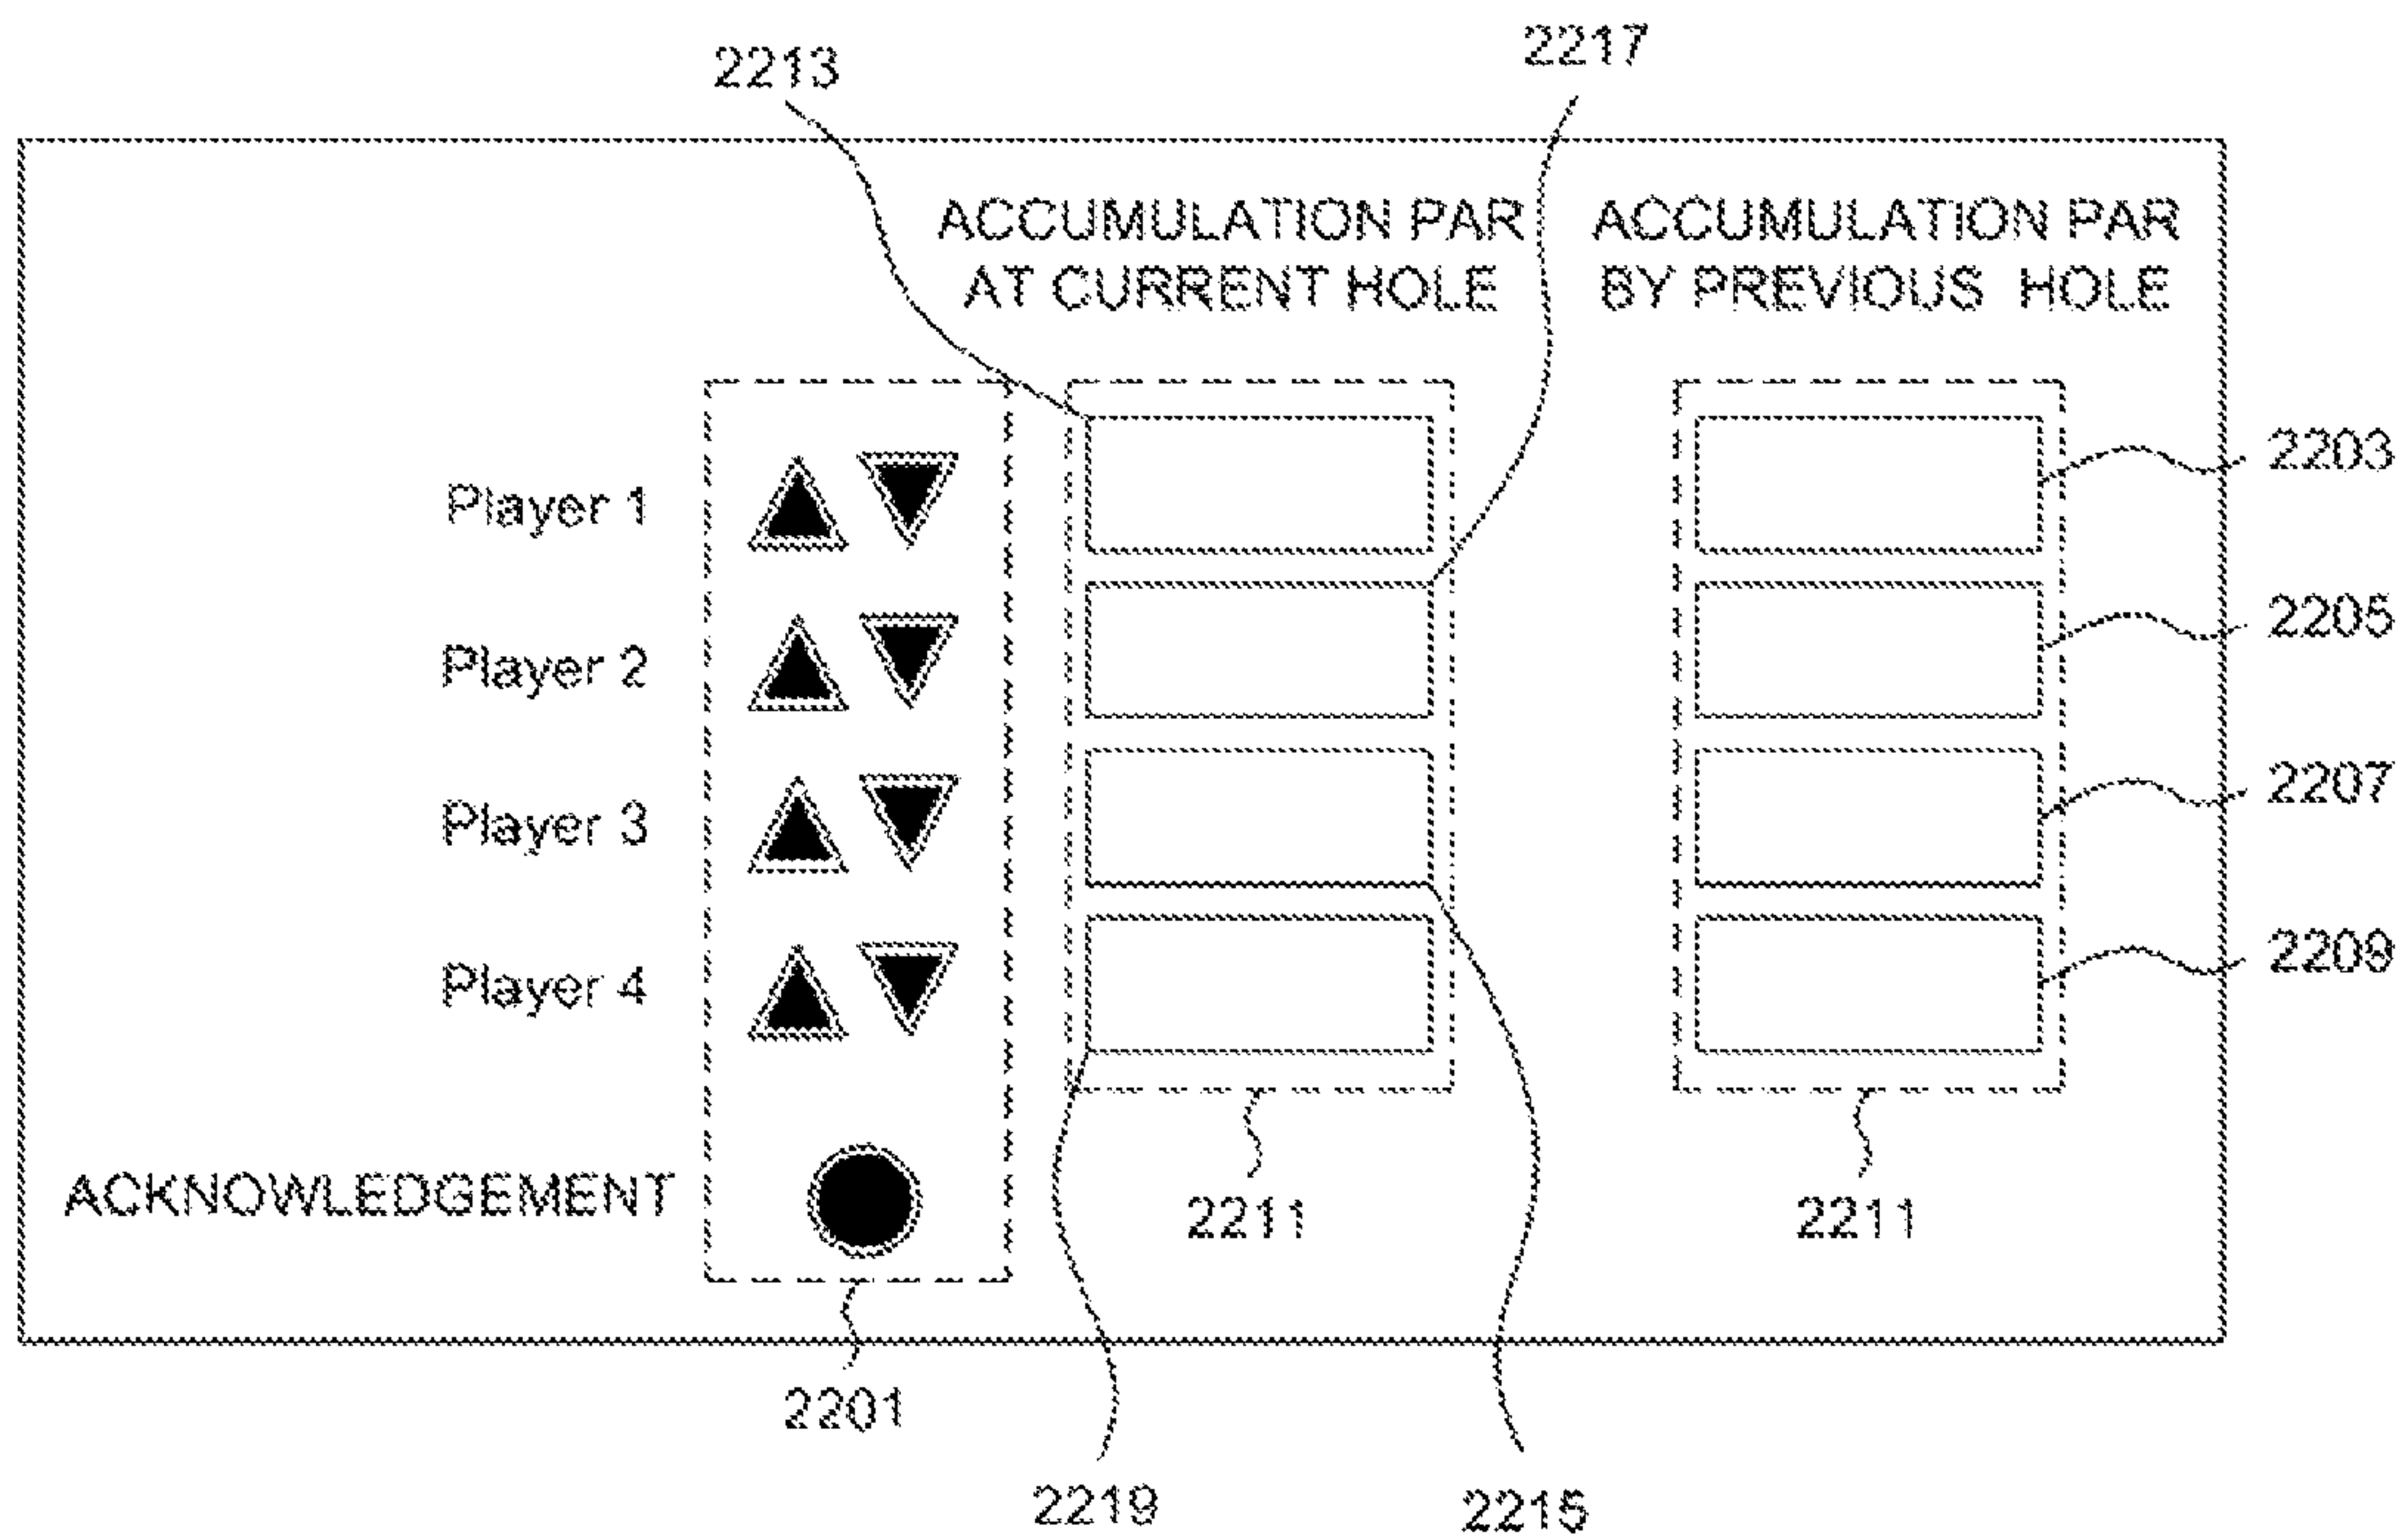 2213
2217
ACCUMULATION PAR
AT CURRENT HOLE
ACCUMULATION PAR
BY PREVIOUS HOLE
2203
Player 1
2205
Player 2
2207
Player 3
2209
Player 4
ACKNOWLEDGEMENT
2211
2211
2201
2219
2215